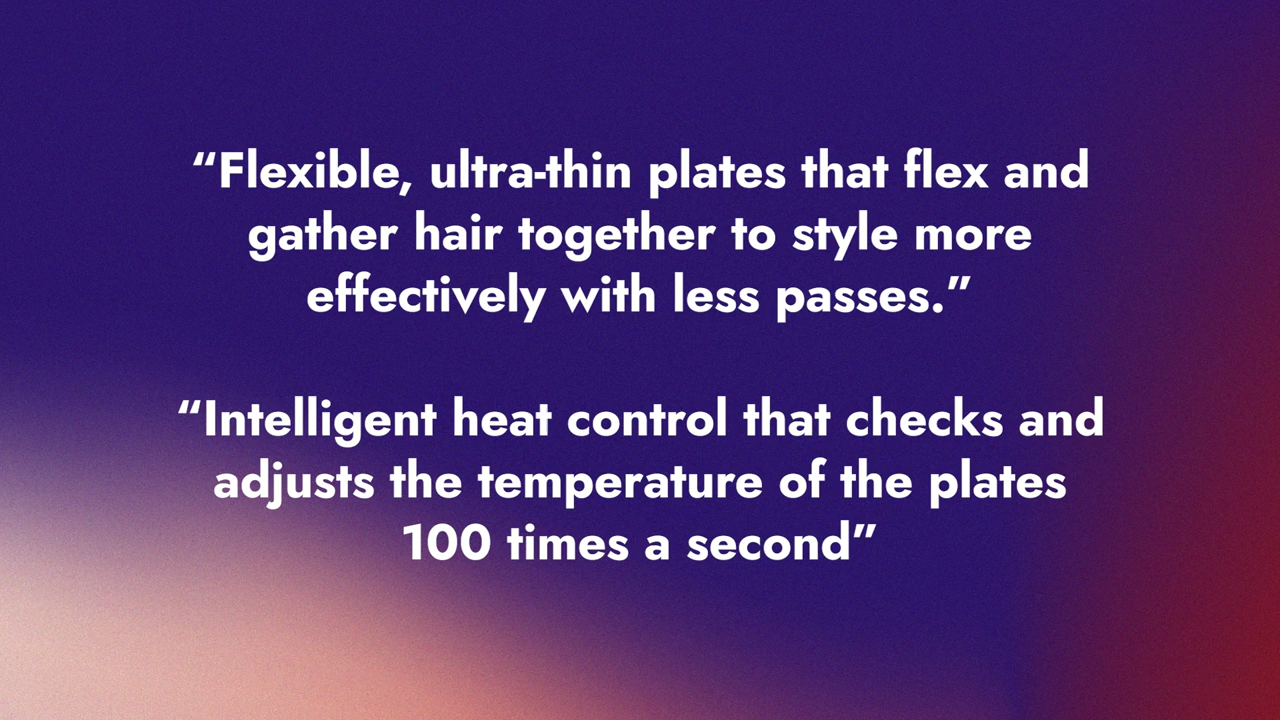 “Flexible, ultra-thin plates that flex and
gather hair together to style more
effectively with less passes.”
“Intelligent heat control that checks and
adjusts the temperature of the plates
100 times a second”